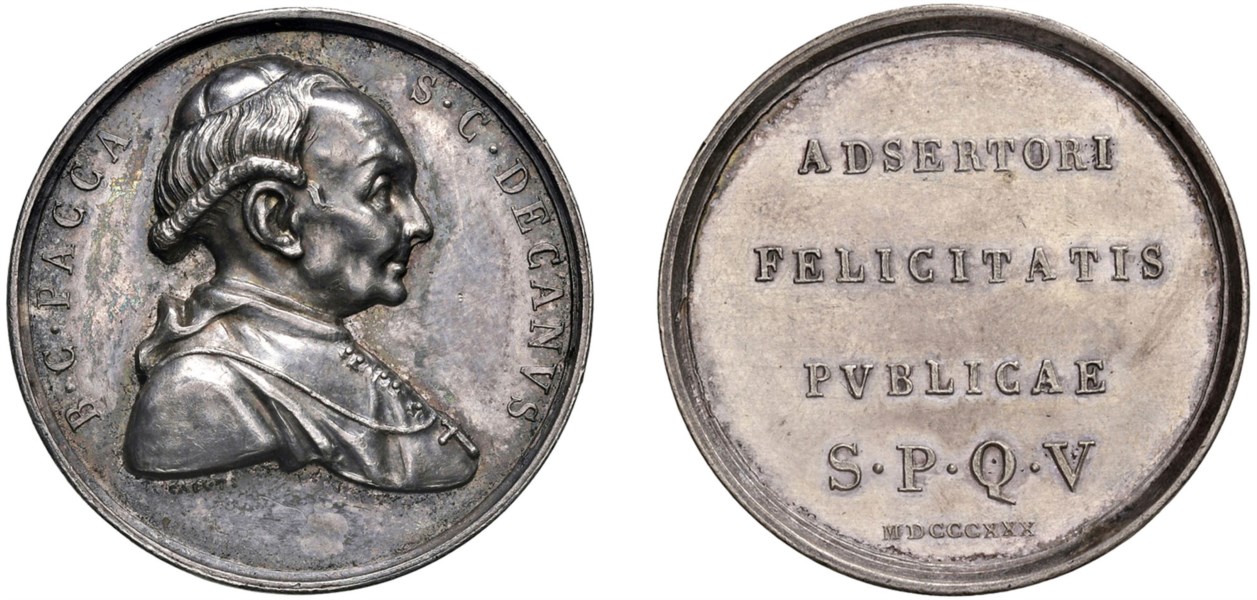 B·C·PACCA S·C·DECANVS
ADSERTORI
FELICITATIS
PVBLICAE
S·P·Q·V
MDCCCXXX